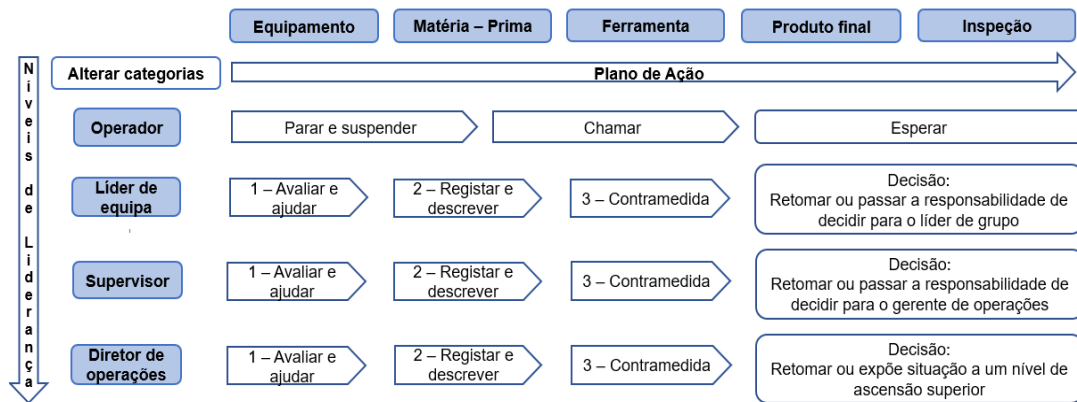 Equipamento
Matéria – Prima
Ferramenta
Produto final
Inspeção
Níveis de Liderança
Alterar categorias
Plano de Ação
Operador
Parar e suspender
Chamar
Esperar
Líder de
equipa
1 – Avaliar e
ajudar
2 – Registar e
descrever
3 – Contramedida
Decisão:
Retomar ou passar a responsabilidade de
decidir para o líder de grupo
Supervisor
1 – Avaliar e
ajudar
2 – Registar e
descrever
3 – Contramedida
Decisão:
Retomar ou passar a responsabilidade de
decidir para o gerente de operações
Diretor de
operações
1 – Avaliar e
ajudar
2 – Registar e
descrever
3 – Contramedida
Decisão:
Retomar ou expõe situação a um nível de
ascensão superior